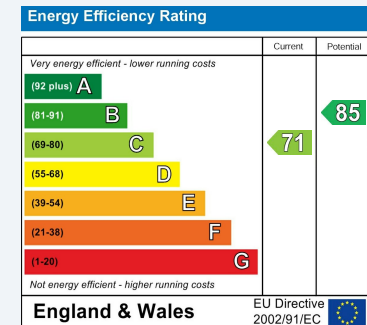 Energy Efficiency Rating
Current Potential
Very energy efficient - lower running costs
(92 plus) A
(81-91) B 85
(69-80) C 71
(55-68) D
(39-54) E
(21-38) F
(1-20) G
Not energy efficient - higher running costs
England & Wales
EU Directive
2002/91/EC